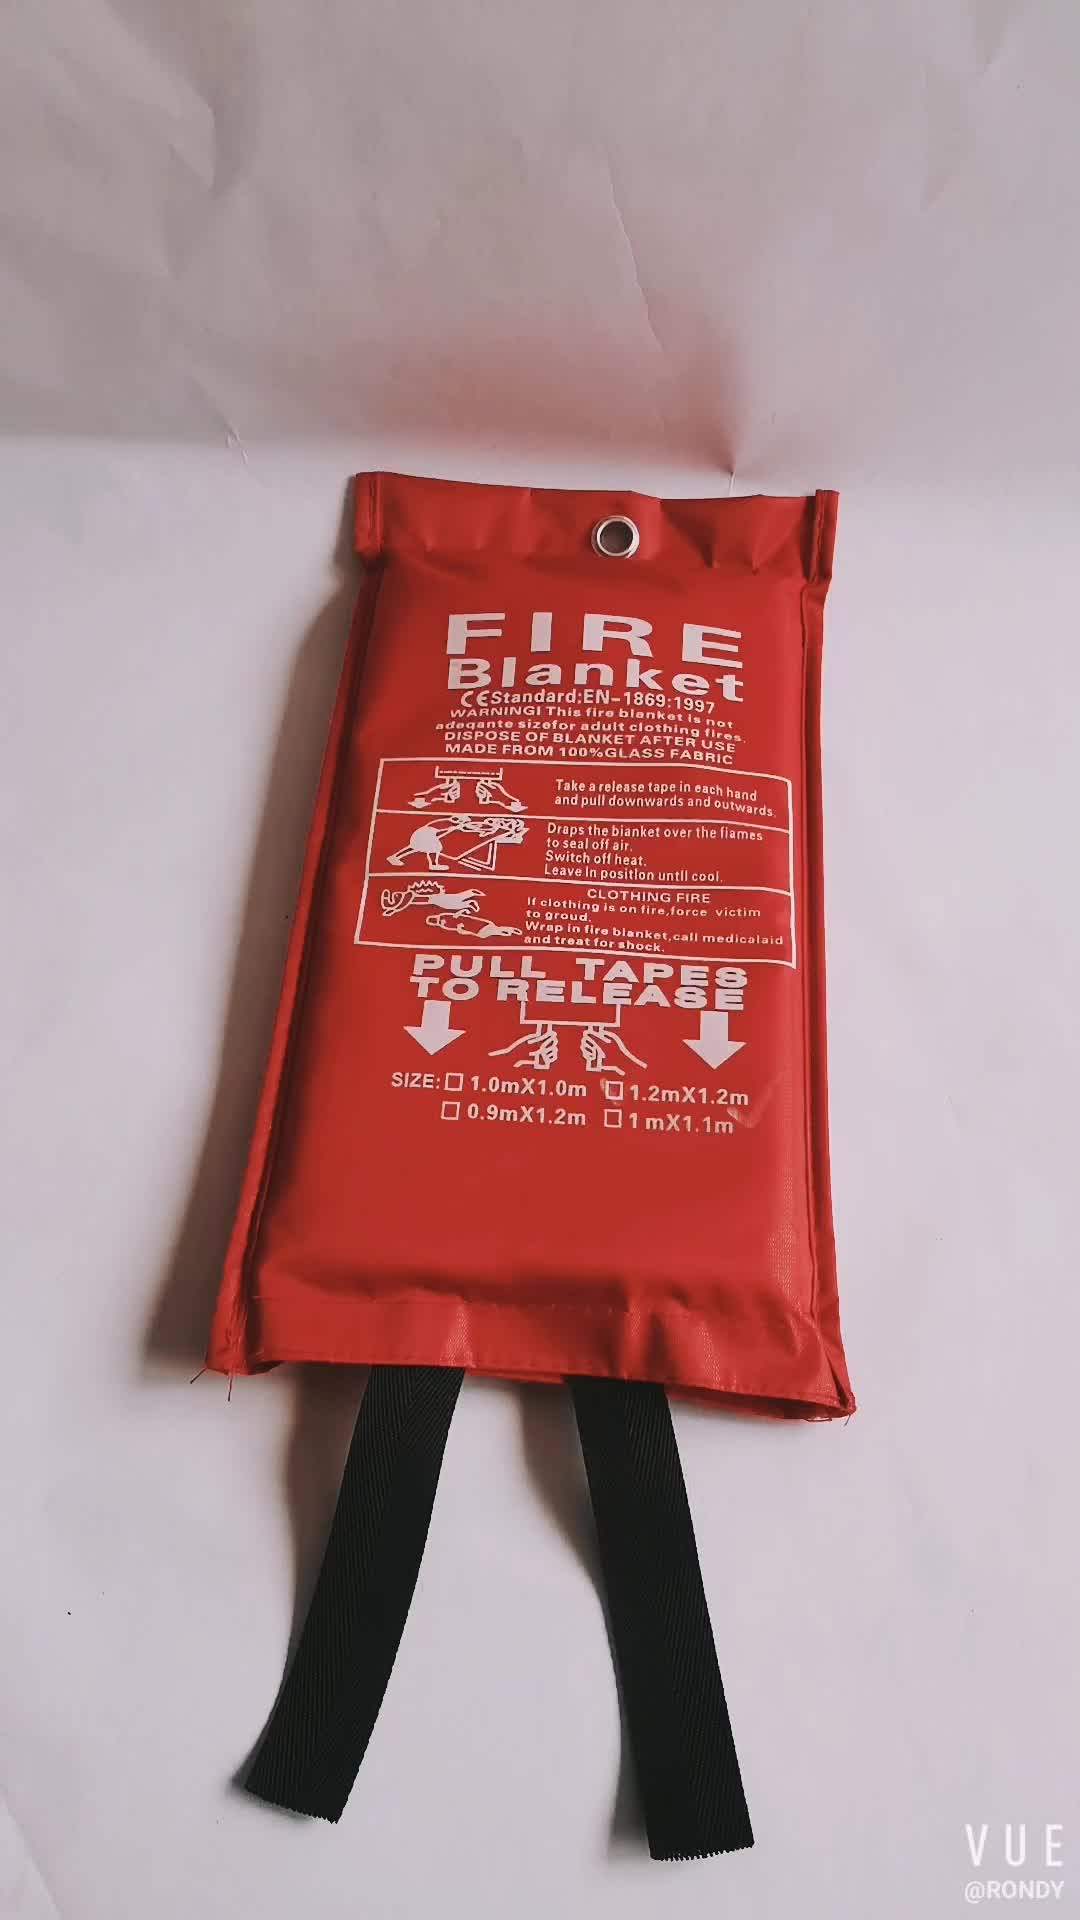 FIRE
Blanket
CE Standard:EN-1869:1997
WARNING! This fire blanket is not
adeqante sizefor adult clothing fires.
DISPOSE OF BLANKET AFTER USE
MADE FROM 100%GLASS FABRIC
Take a release tape in each hand
and pull downwards and outwards.
Draps the blanket over the flames
to seal off air.
Switch off heat.
Leave in position until cool.
CLOTHING FIRE
If clothing is on fire,force victim
to groud.
Wrap in fire blanket,call medicalaid
and treat for shock.
PULL TAPES
TO RELEASE
SIZE: □ 1.0mX1.0m □ 1.2mX1.2m
□ 0.9mX1.2m □ 1mX1.1m
VUE
@RONDY